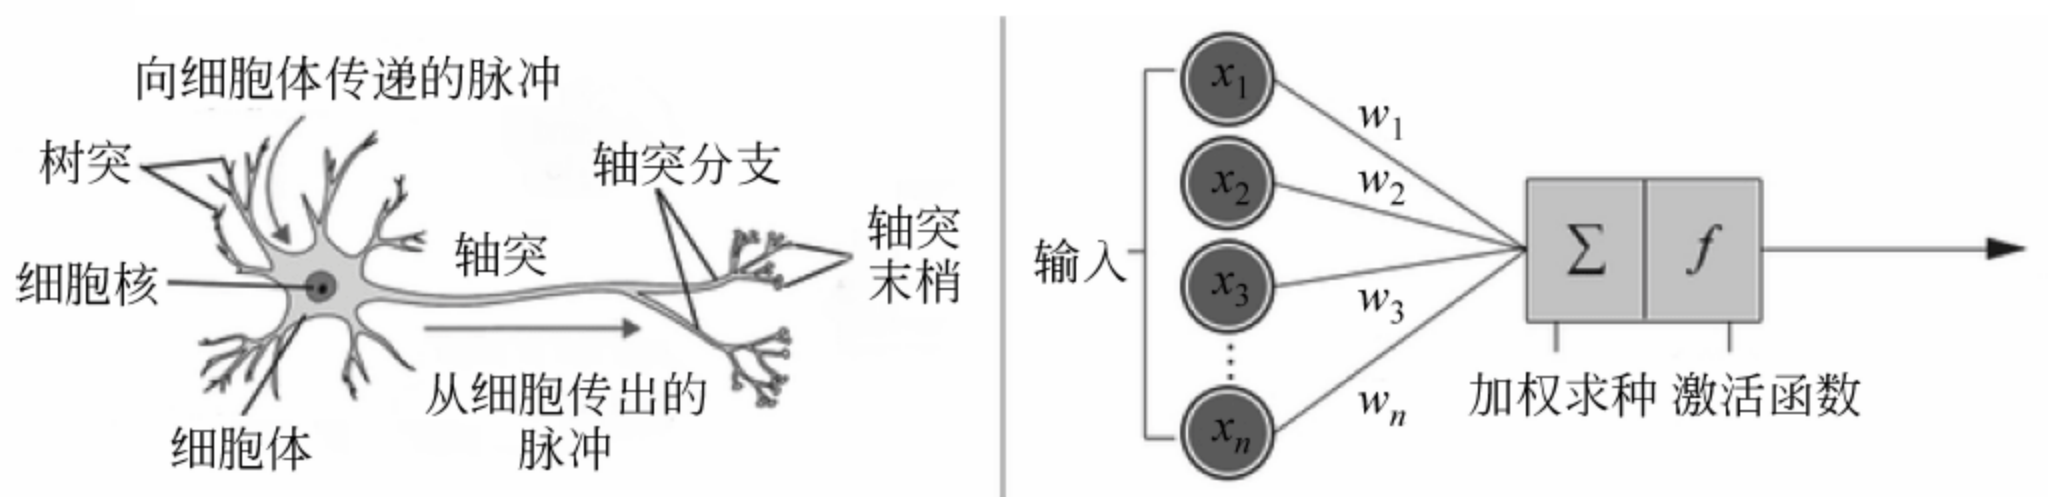 向细胞体传递的脉冲
树突
轴突分支
轴突
轴突
末梢
细胞核
从细胞传出的
脉冲
细胞体
输入
x1
x2
x3
xn
w1
w2
w3
wn
∑ f
加权求种 激活函数